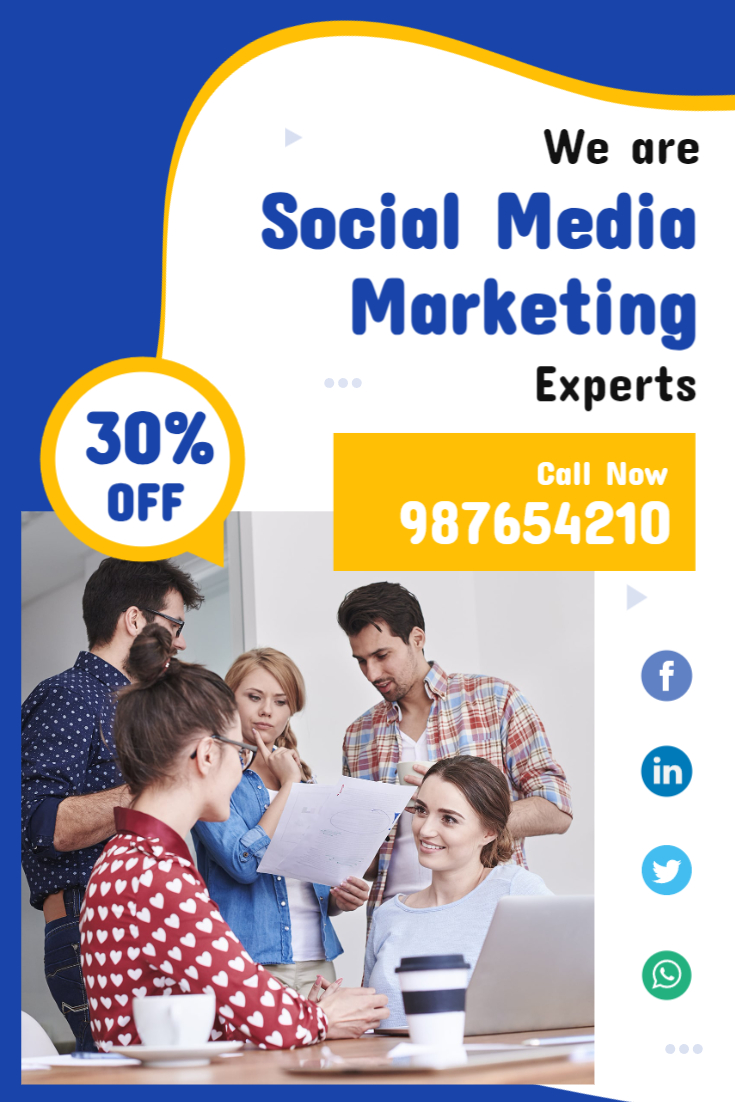 We are
Social Media
Marketing
Experts
30%
OFF
Call Now
987654210